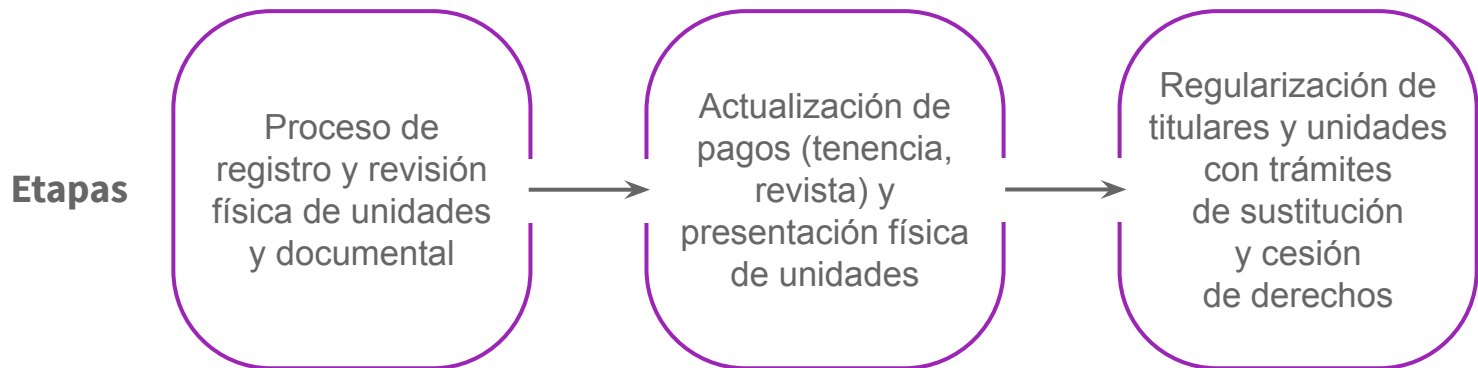 Etapas
Proceso de
registro y revisión
física de unidades
y documental
Actualización de
pagos (tenencia,
revista) y
presentación física
de unidades
Regularización de
titulares y unidades
con trámites
de sustitución
y cesión
de derechos